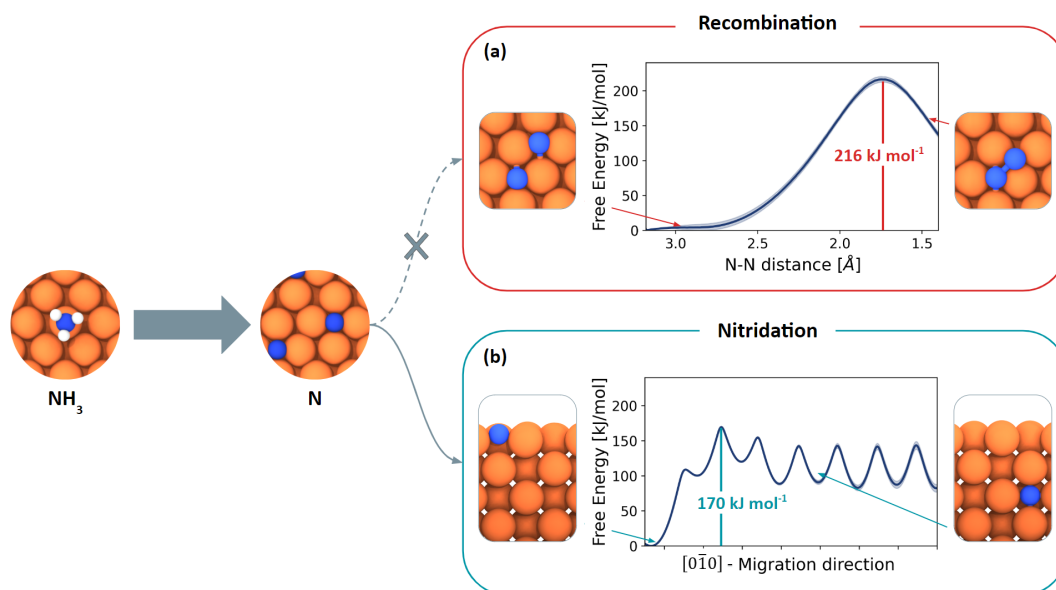 Recombination
(a)
Free Energy [kJ/mol]
200
150
100
50
0
216 kJ mol⁻¹
3.0 2.5 2.0 1.5
N-N distance [Å]
NH₃
N
Nitridation
(b)
Free Energy [kJ/mol]
200
150
100
50
0
170 kJ mol⁻¹
[01̅0] - Migration direction